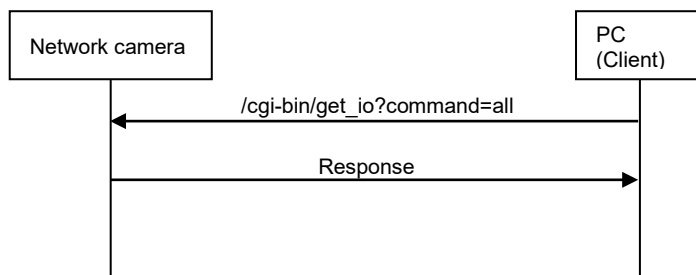 Network camera
PC
(Client)
/cgi-bin/get_io?command=all
Response